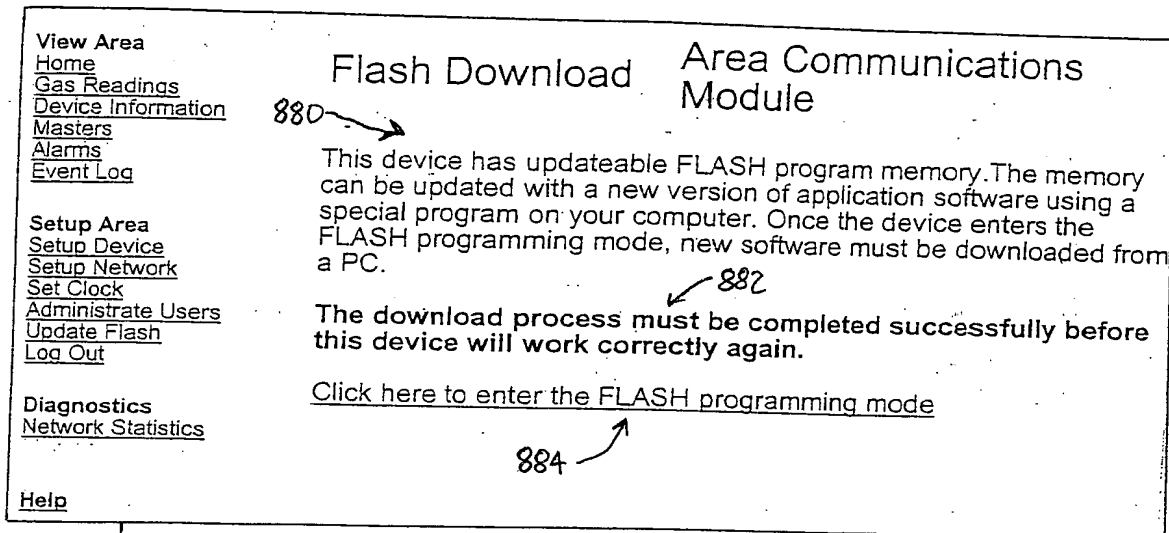 View Area
Home
Gas Readings
Device Information
Masters
Alarms
Event Log
Setup Area
Setup Device
Setup Network
Set Clock
Administrate Users
Update Flash
Log Out
Diagnostics
Network Statistics
Help
Flash Download
Area Communications
Module
880
This device has updateable FLASH program memory.The memory
can be updated with a new version of application software using a
special program on your computer. Once the device enters the
FLASH programming mode, new software must be downloaded from
a PC.
882
The download process must be completed successfully before
this device will work correctly again.
Click here to enter the FLASH programming mode
884